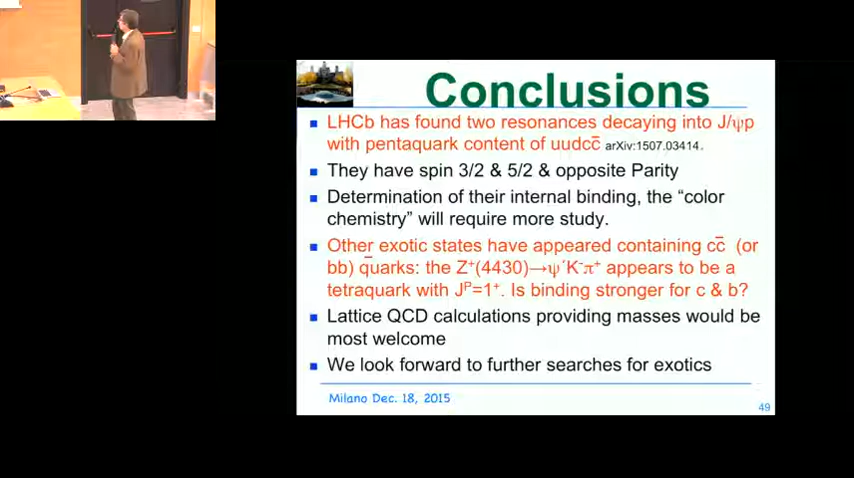 Conclusions
LHCb has found two resonances decaying into J/ψp
with pentaquark content of uudcc̅ arXiv:1507.03414.
They have spin 3/2 & 5/2 & opposite Parity
Determination of their internal binding, the “color
chemistry” will require more study.
Other exotic states have appeared containing cc̅ (or
bb̅) quarks: the Z⁺(4430)→ψ´K⁻π⁺ appears to be a
tetraquark with Jᴾ=1⁺. Is binding stronger for c & b?
Lattice QCD calculations providing masses would be
most welcome
We look forward to further searches for exotics
Milano Dec. 18, 2015
49